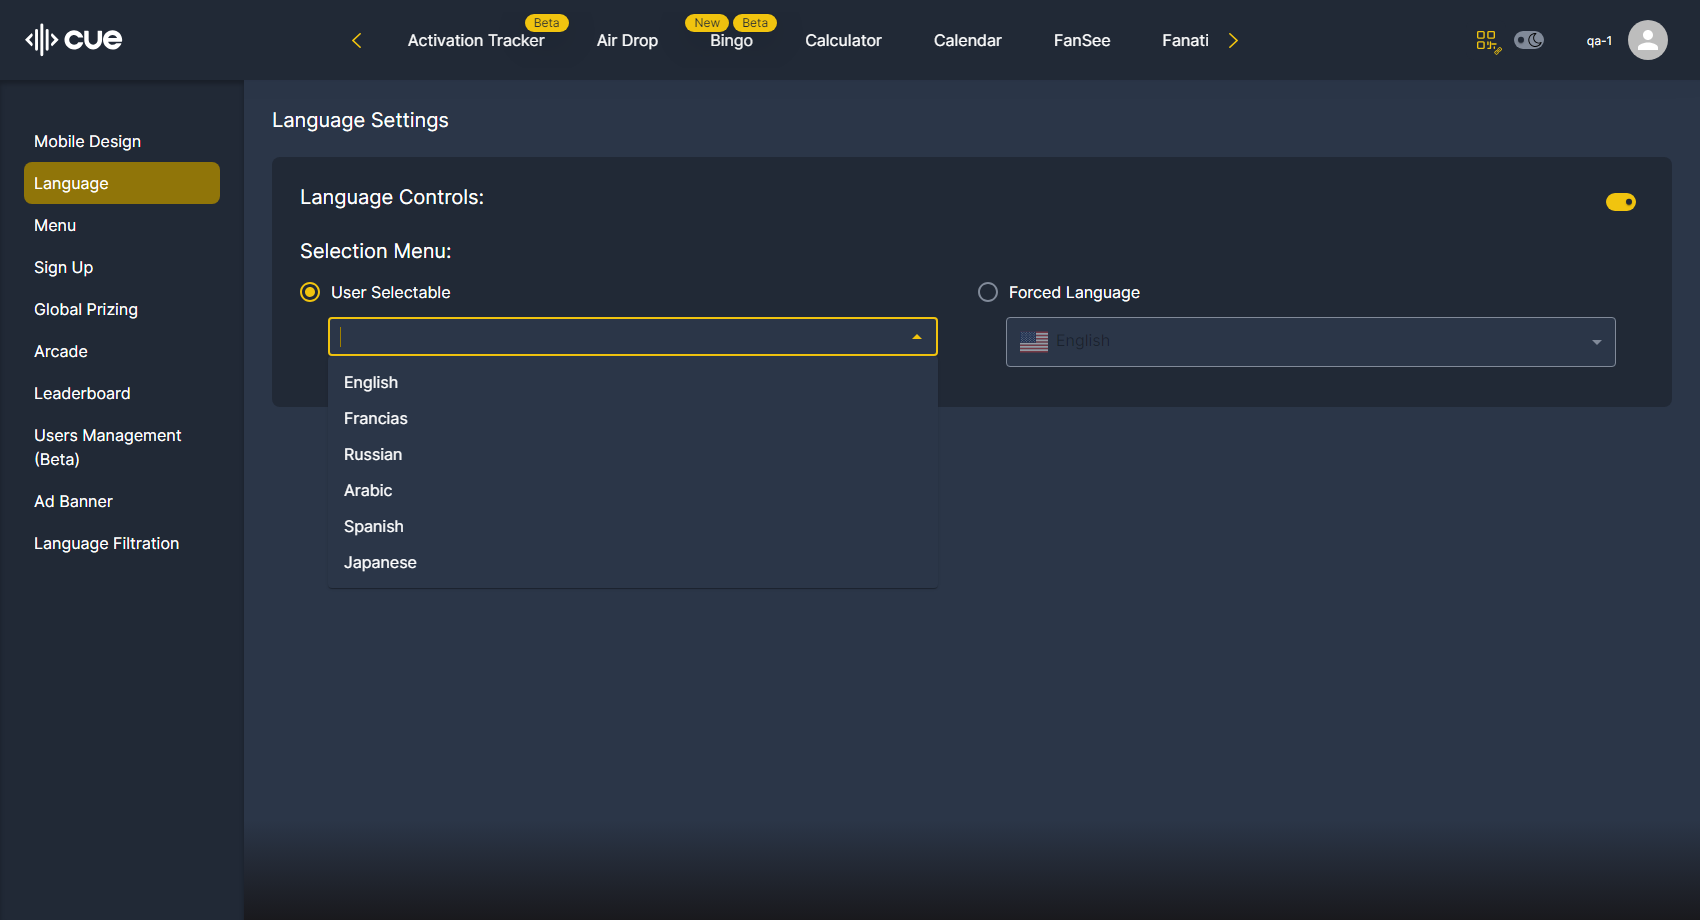 cue
Activation Tracker
Beta
Air Drop
New
Beta
Bingo
Calculator
Calendar
FanSee
Fanati
qa-1
Mobile Design
Language
Menu
Sign Up
Global Prizing
Arcade
Leaderboard
Users Management
(Beta)
Ad Banner
Language Filtration
Language Settings
Language Controls:
Selection Menu:
User Selectable
English
Francias
Russian
Arabic
Spanish
Japanese
Forced Language
English